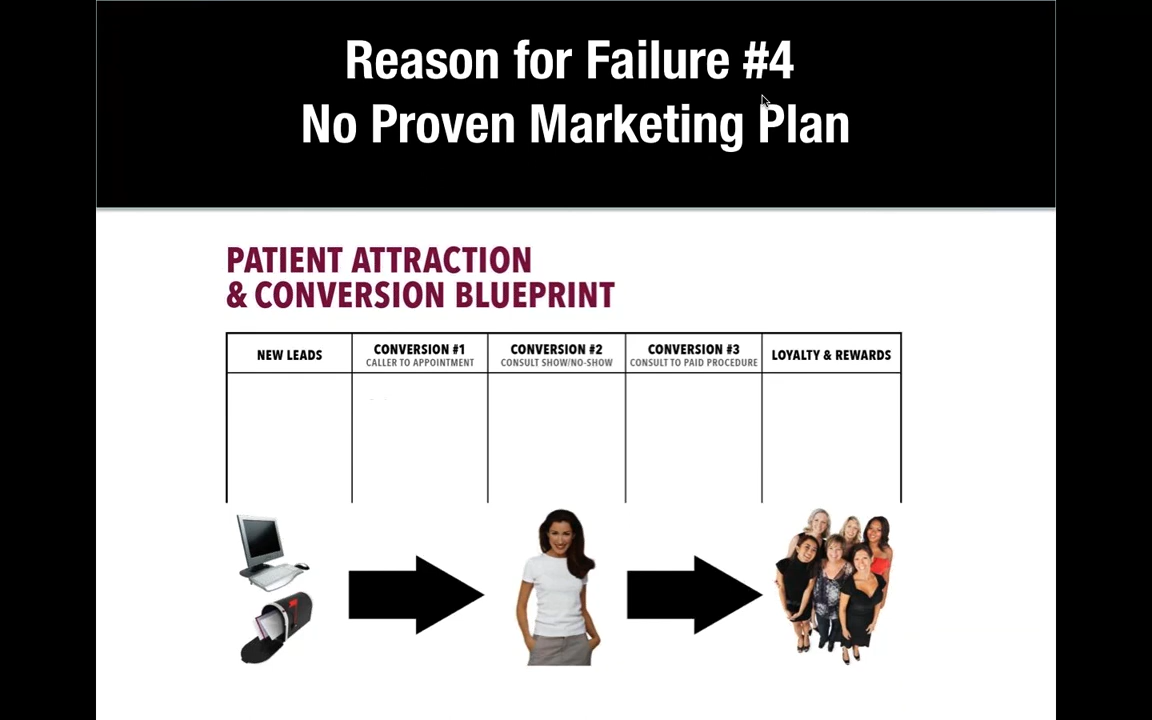 Reason for Failure #4
No Proven Marketing Plan
PATIENT ATTRACTION
& CONVERSION BLUEPRINT
NEW LEADS
CONVERSION #1
CALLER TO APPOINTMENT
CONVERSION #2
CONSULT SHOW/NO-SHOW
CONVERSION #3
CONSULT TO PAID PROCEDURE
LOYALTY & REWARDS